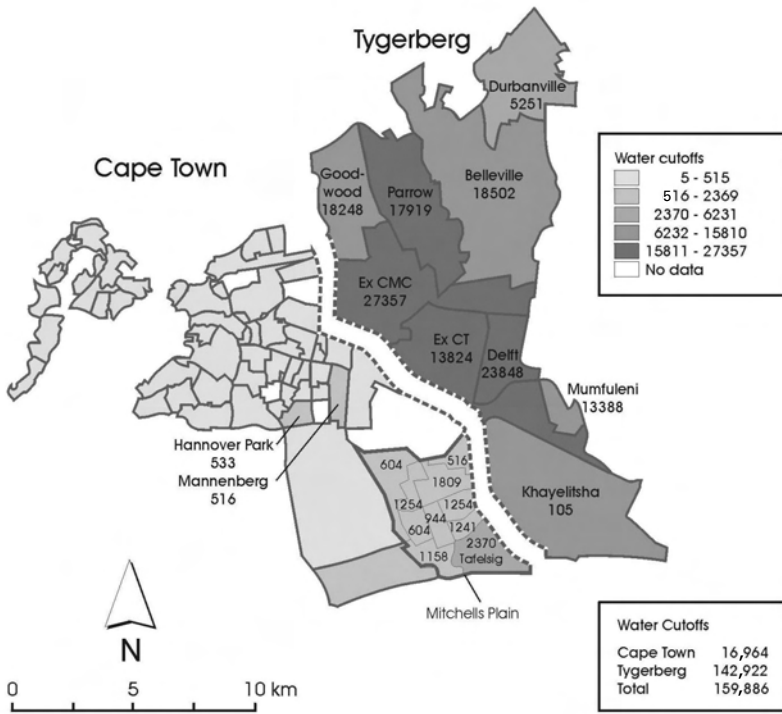 Tygerberg
Cape Town
Durbanville
5251
Good-
wood
18248
Parrow
17919
Belleville
18502
Water cutoffs
5 - 515
516 - 2369
2370 - 6231
6232 - 15810
15811 - 27357
No data
Ex CMC
27357
Ex CT
13824
Delft
23848
Mumfuleni
13388
Hannover Park
533
Mannenberg
516
604
516
1809
1254
1254
944
604
1241
2370
Tafelsig
1158
Khayelitsha
105
Mitchells Plain
N
0 5 10 km
Water Cutoffs
Cape Town 16,964
Tygerberg 142,922
Total 159,886